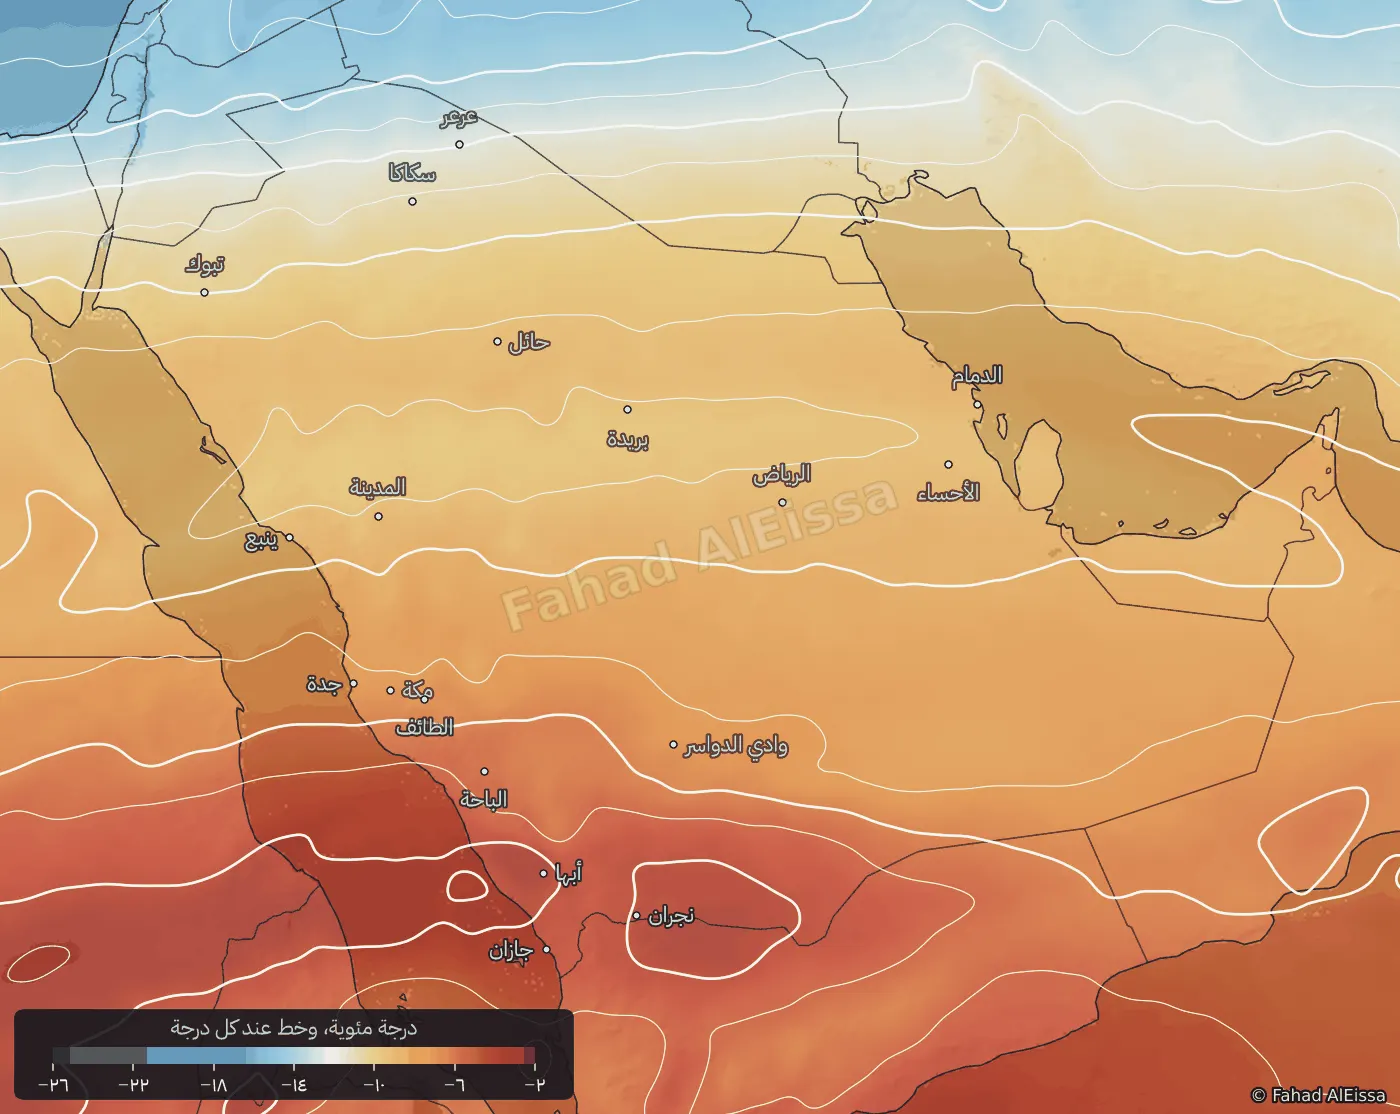 عرعر
سكاكا
تبوك
حائل
الدمام
بريدة
الرياض
الأحساء
المدينة
ينبع
Fahad AlEissa
جدة
مكة
الطائف
وادي الدواسر
الباحة
أبها
نجران
جازان
درجة مئوية، وخط عند كل درجة
−٢٦ −٢٢ −١٨ −١٤ −١٠ −٦ −٢
© Fahad AlEissa